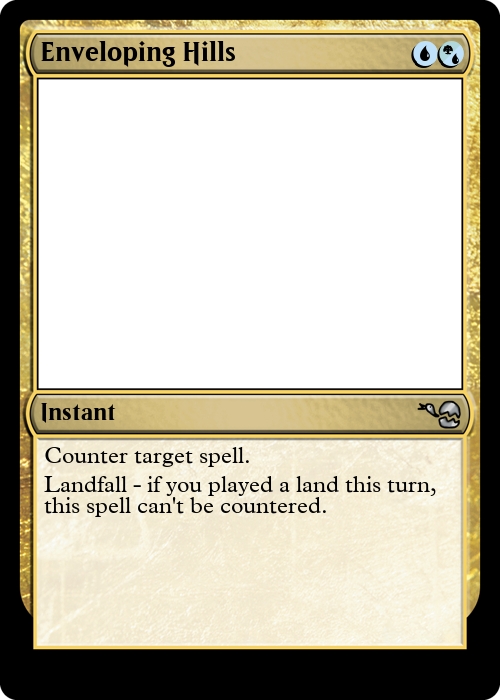 Enveloping Hills
Instant
Counter target spell.
Landfall - if you played a land this turn,
this spell can't be countered.